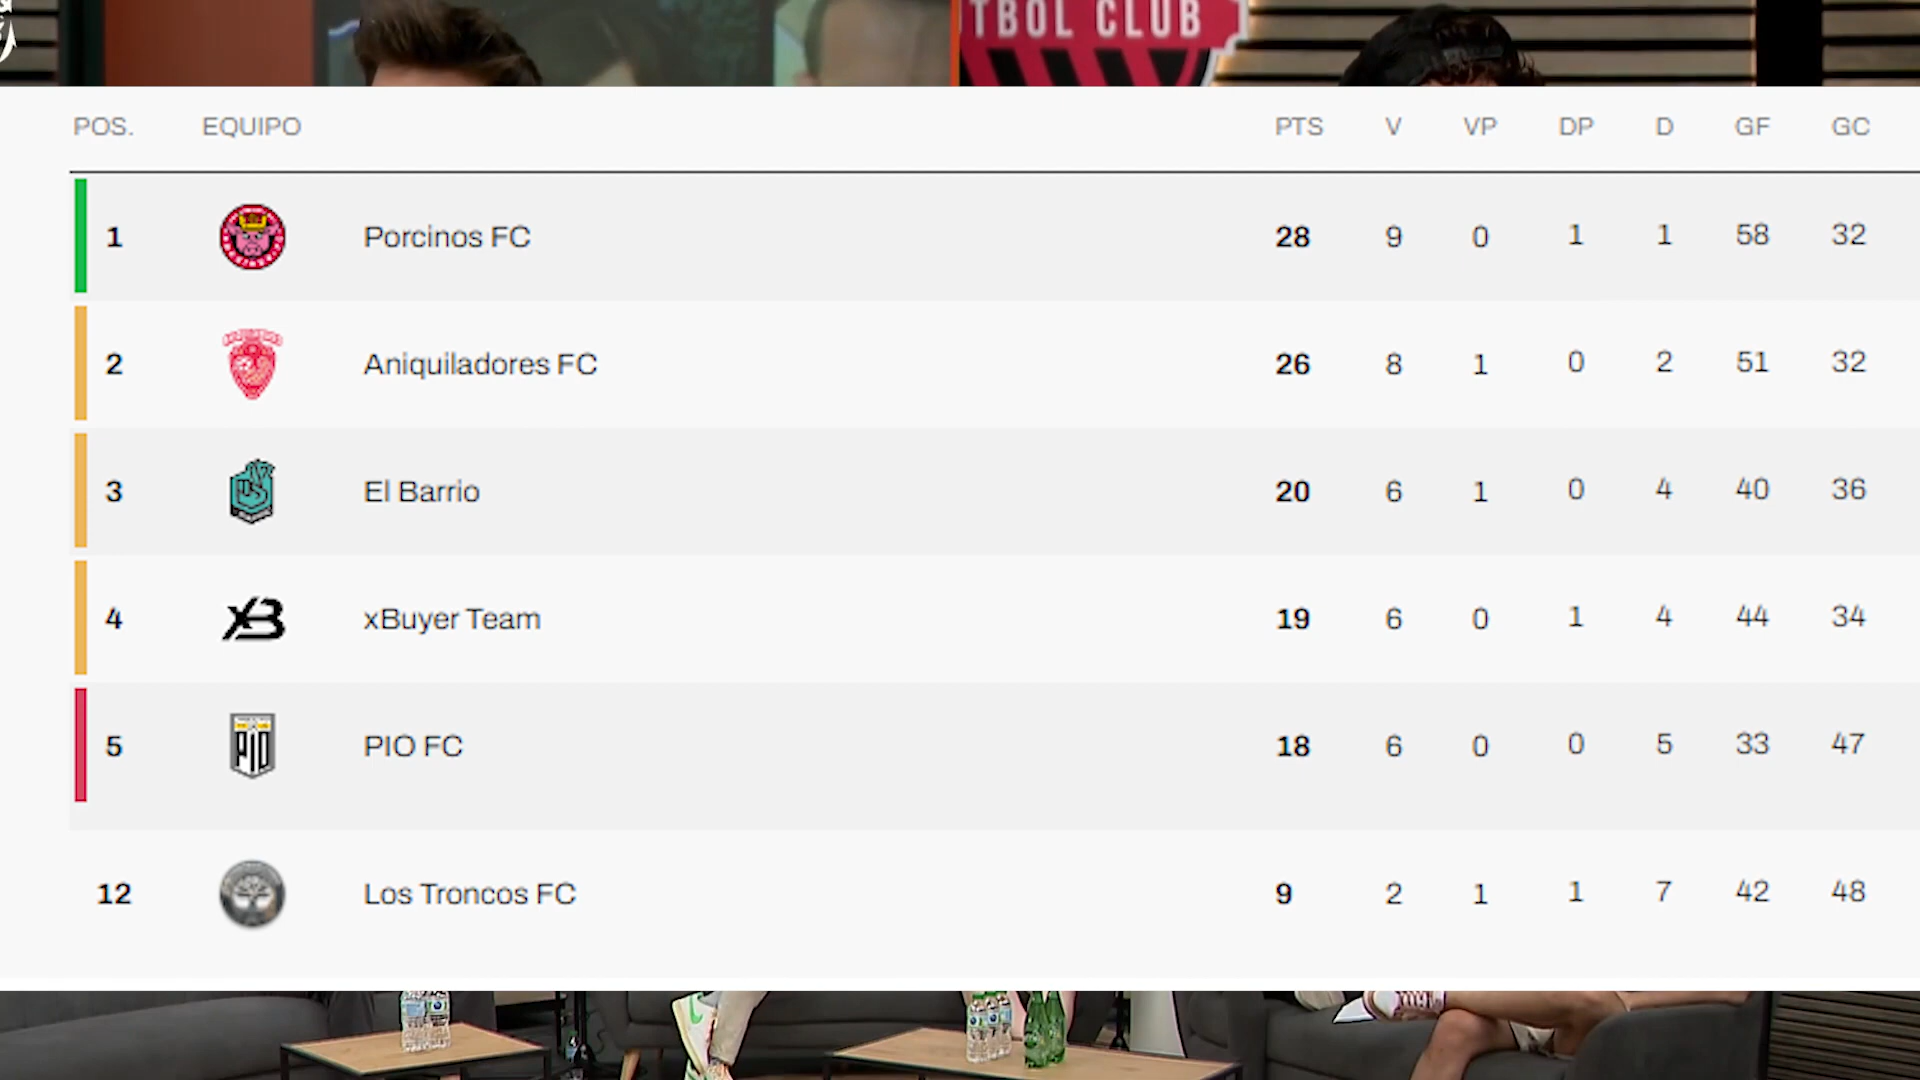 TBOL CLUB
POS. EQUIPO PTS V VP DP D GF GC
1 Porcinos FC 28 9 0 1 1 58 32
2 Aniquiladores FC 26 8 1 0 2 51 32
3 El Barrio 20 6 1 0 4 40 36
4 xB xBuyer Team 19 6 0 1 4 44 34
5 PIO PIO FC 18 6 0 0 5 33 47
12 Los Troncos FC 9 2 1 1 7 42 48